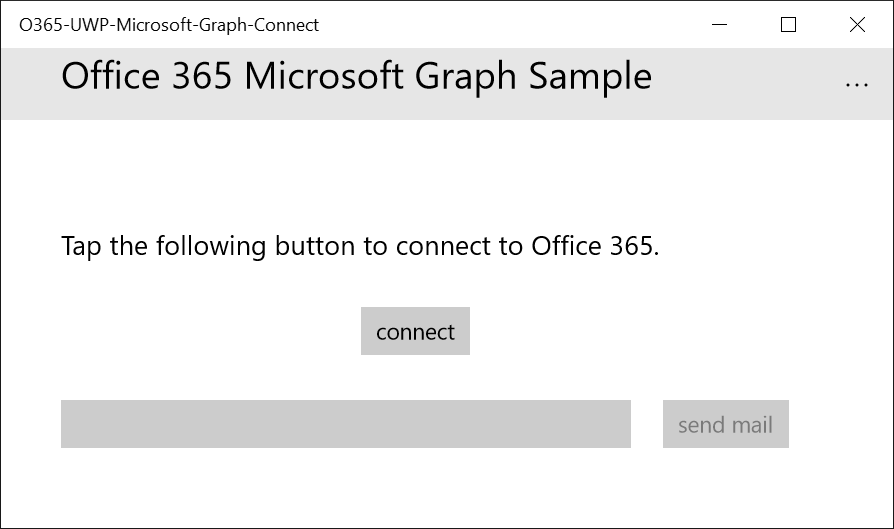 O365-UWP-Microsoft-Graph-Connect
Office 365 Microsoft Graph Sample
...
Tap the following button to connect to Office 365.
connect
send mail